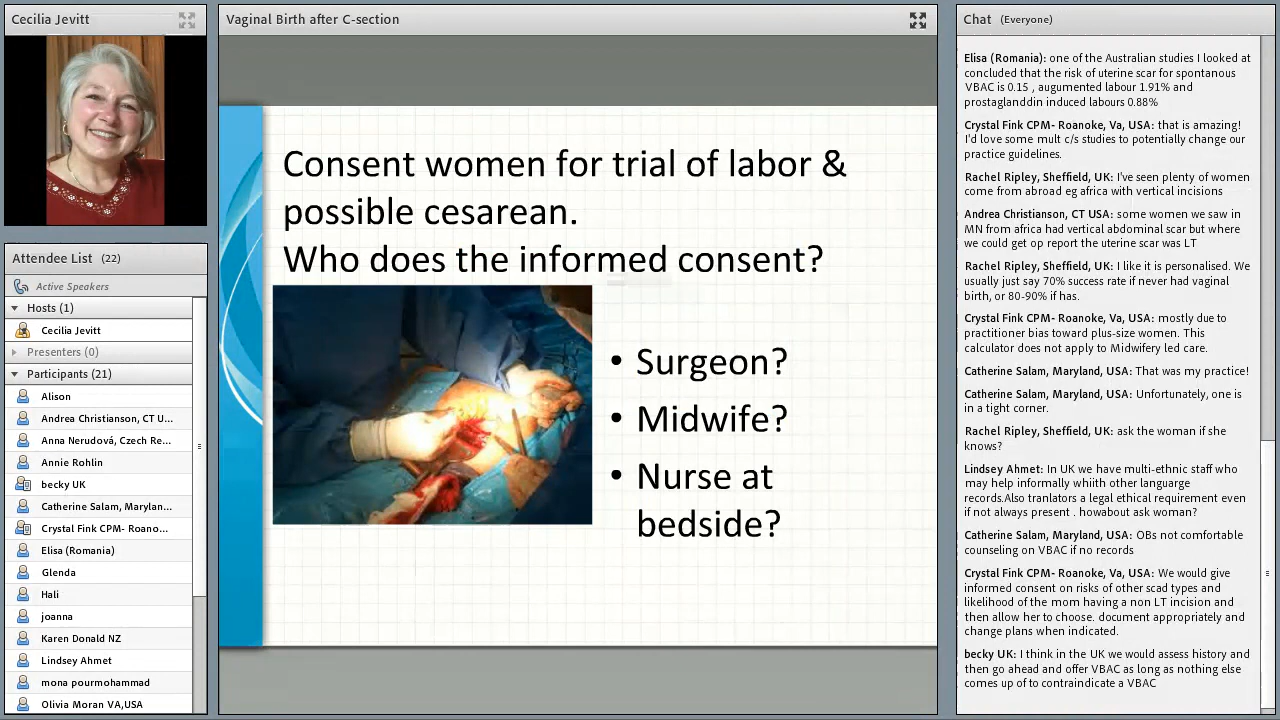 Cecilia Jevitt
Attendee List (22)
Active Speakers
Hosts (1)
Cecilia Jevitt
Presenters (0)
Participants (21)
Alison
Andrea Christianson, CT U...
Anna Nerudová, Czech Re...
Annie Rohlin
becky UK
Catherine Salam, Marylan...
Crystal Fink CPM- Roano...
Elisa (Romania)
Glenda
Hali
joanna
Karen Donald NZ
Lindsey Ahmet
mona pourmohammad
Olivia Moran VA,USA
Vaginal Birth after C-section
Consent women for trial of labor &
possible cesarean.
Who does the informed consent?
• Surgeon?
• Midwife?
• Nurse at
bedside?
Chat (Everyone)
Elisa (Romania): one of the Australian studies I looked at
concluded that the risk of uterine scar for spontanous
VBAC is 0.15 , augumented labour 1.91% and
prostaglanddin induced labours 0.88%
Crystal Fink CPM- Roanoke, Va, USA: that is amazing!
I'd love some mult c/s studies to potentially change our
practice guidelines.
Rachel Ripley, Sheffield, UK: I've seen plenty of women
come from abroad eg africa with vertical incisions
Andrea Christianson, CT USA: some women we saw in
MN from africa had vertical abdominal scar but where
we could get op report the uterine scar was LT
Rachel Ripley, Sheffield, UK: I like it is personalised. We
usually just say 70% success rate if never had vaginal
birth, or 80-90% if has.
Crystal Fink CPM- Roanoke, Va, USA: mostly due to
practitioner bias toward plus-size women. This
calculator does not apply to Midwifery led care.
Catherine Salam, Maryland, USA: That was my practice!
Catherine Salam, Maryland, USA: Unfortunately, one is
in a tight corner.
Rachel Ripley, Sheffield, UK: ask the woman if she
knows?
Lindsey Ahmet: In UK we have multi-ethnic staff who
may help informally whiith other languarge
records.Also tranlators a legal ethical requirement even
if not always present . howabout ask woman?
Catherine Salam, Maryland, USA: OBs not comfortable
counseling on VBAC if no records
Crystal Fink CPM- Roanoke, Va, USA: We would give
informed consent on risks of other scad types and
likelihood of the mom having a non LT incision and
then allow her to choose. document appropriately and
change plans when indicated.
becky UK: I think in the UK we would assess history and
then go ahead and offer VBAC as long as nothing else
comes up of to contraindicate a VBAC